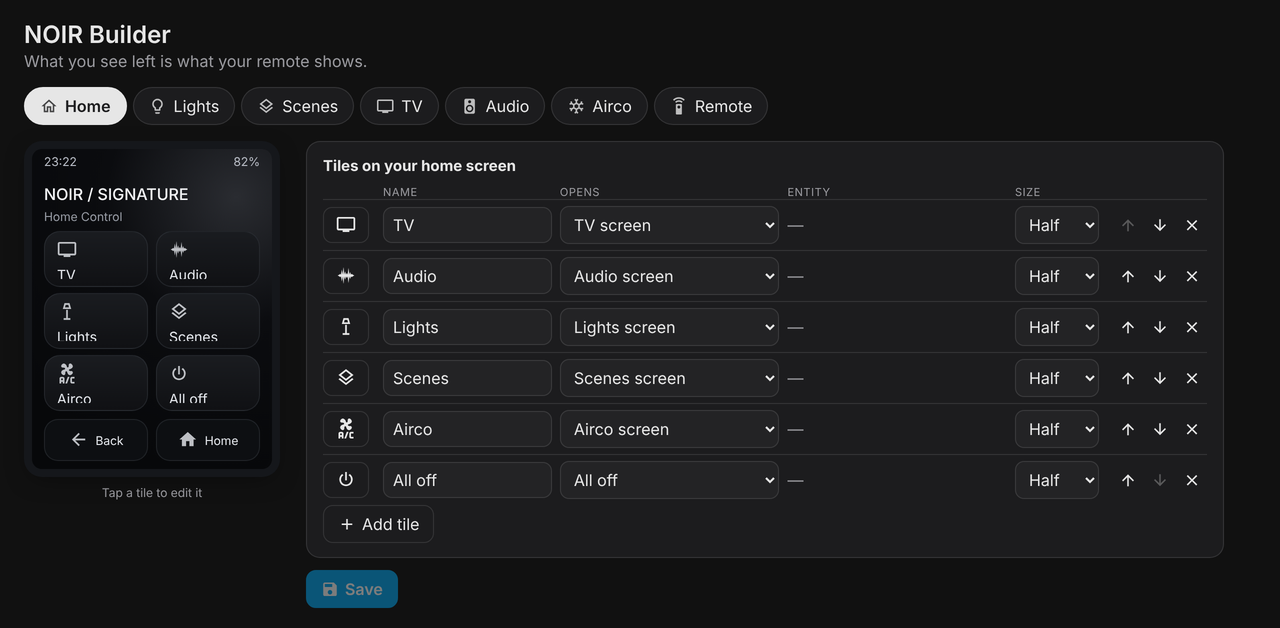 NOIR Builder
What you see left is what your remote shows.
Home Lights Scenes TV Audio Airco Remote
23:22 82%
NOIR / SIGNATURE
Home Control
TV Audio
Lights Scenes
A/C
Airco All off
Back Home
Tap a tile to edit it
Tiles on your home screen
NAME OPENS ENTITY SIZE
TV TV screen — Half
Audio Audio screen — Half
Lights Lights screen — Half
Scenes Scenes screen — Half
A/C Airco Airco screen — Half
All off All off — Half
+ Add tile
Save